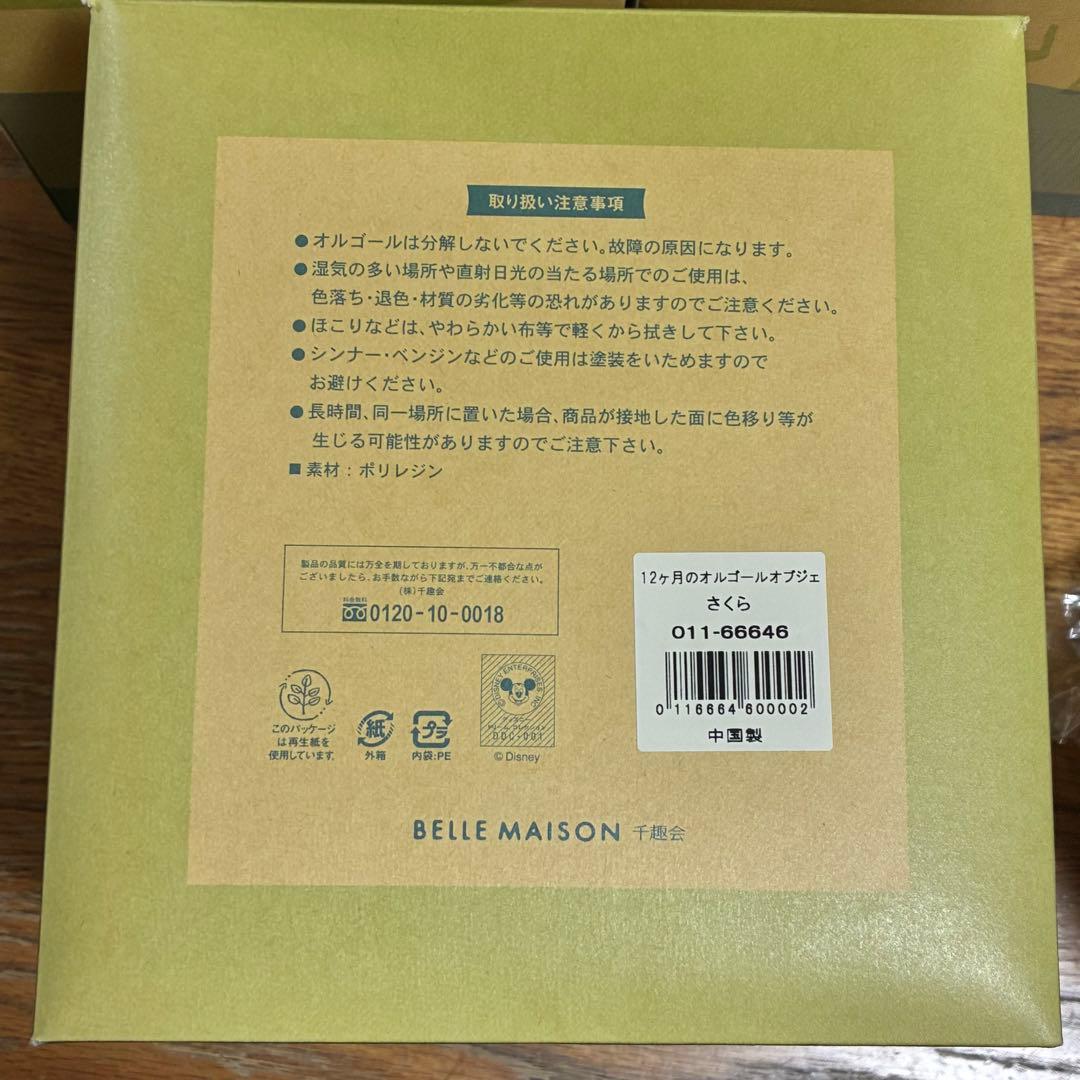 取り扱い注意事項
●オルゴールは分解しないでください。故障の原因になります。
●湿気の多い場所や直射日光の当たる場所でのご使用は、
色落ち・退色・材質の劣化等の恐れがありますのでご注意ください。
●ほこりなどは、やわらかい布等で軽くから拭きして下さい。
●シンナー・ベンジンなどのご使用は塗装をいためますので
お避けください。
●長時間、同一場所に置いた場合、商品が接地した面に色移り等が
生じる可能性がありますのでご注意下さい。
■素材：ポリレジン
製品の品質には万全を期しておりますが、万一不都合な点が
ございましたら、お手数ながら下記宛までご連絡ください。
(株)千趣会
料金無料
0120-10-0018
12ヶ月のオルゴールオブジェ
さくら
011-66646
0 116664 600002
中国製
このパッケージ
は再生紙を
使用しています。
紙
外箱
プラ
内袋:PE
©DISNEY ENTERPRISES, INC.
DDC-001
© Disney
BELLE MAISON 千趣会